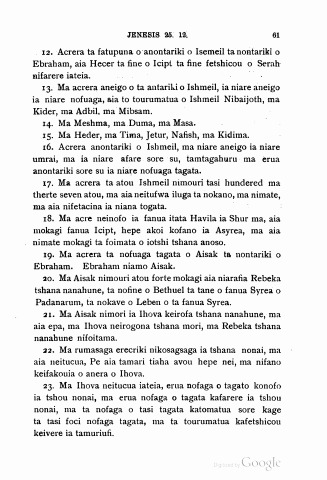 JENESIS 25. 12. 61
12. Acrera ta fatupuna o anontariki o Isemeil ta nontariki o
Ebraham, aia Hecer ta fine o Icipt ta fine fetshicou o Serah
nifarere iateia.
13. Ma acrera aneigo o ta antariki o Ishmeil, ia niare aneigo
ia niare nofuaga, aia to tourumatua o Ishmeil Nibaijoth, ma
Kider, ma Adbil, ma Mibsam.
14. Ma Meshma, ma Duma, ma Masa.
15. Ma Heder, ma Tima, Jetur, Nafish, ma Kidima.
16. Acrera anontariki o Ishmeil, ma niare aneigo ia niare
umrai, ma ia niare afare sore su, tamtagahuru ma erua
anontariki sore su ia niare nofuaga tagata.
17. Ma acrera ta atou Ishmeil nimouri tasi hundered ma
therte seven atou, ma aia neitufwa iluga ta nokano, ma nimate,
ma aia nifetacina ia niana togata.
18. Ma acre neinofo ia fanua itata Havila ia Shur ma, aia
mokagi fanua Icipt, hepe akoi kofano ia Asyrea, ma aia
nimate mokagi ta foimata o iotshi tshana anoso.
19. Ma acrera ta nofuaga tagata o Aisak ta nontariki o
Ebraham. Ebraham niamo Aisak.
20. Ma Aisak nimouri atou forte mokagi aia niarafia Rebeka
tshana nanahune, ta nofine o Bethuel ta tane o fanua Syrea o
Padanarum, ta nokave o Leben o ta fanua Syrea.
21. Ma Aisak nimori ia Ihova keirofa tshana nanahune, ma
aia epa, ma Ihova neirogona tshana mori, ma Rebeka tshana
nanahune nifoitama.
22. Ma rumasaga erecriki nikosagsaga ia tshana nonai, ma
aia neitucua, Pe aia tamari tiaha avou hepe nei, ma nifano
keifakouia o anera o Ihova.
23. Ma Ihova neitucua iateia, erua nofaga o tagato konofo
ia tshou nonai, ma erua nofaga o tagata kafarere ia tshou
nonai, ma ta nofaga o tasi tagata katomatua sore kage
ta tasi foci nofaga tagata, ma ta tourumatua kafetshicou
keivere ia tamuriufi.
Digitized by Google